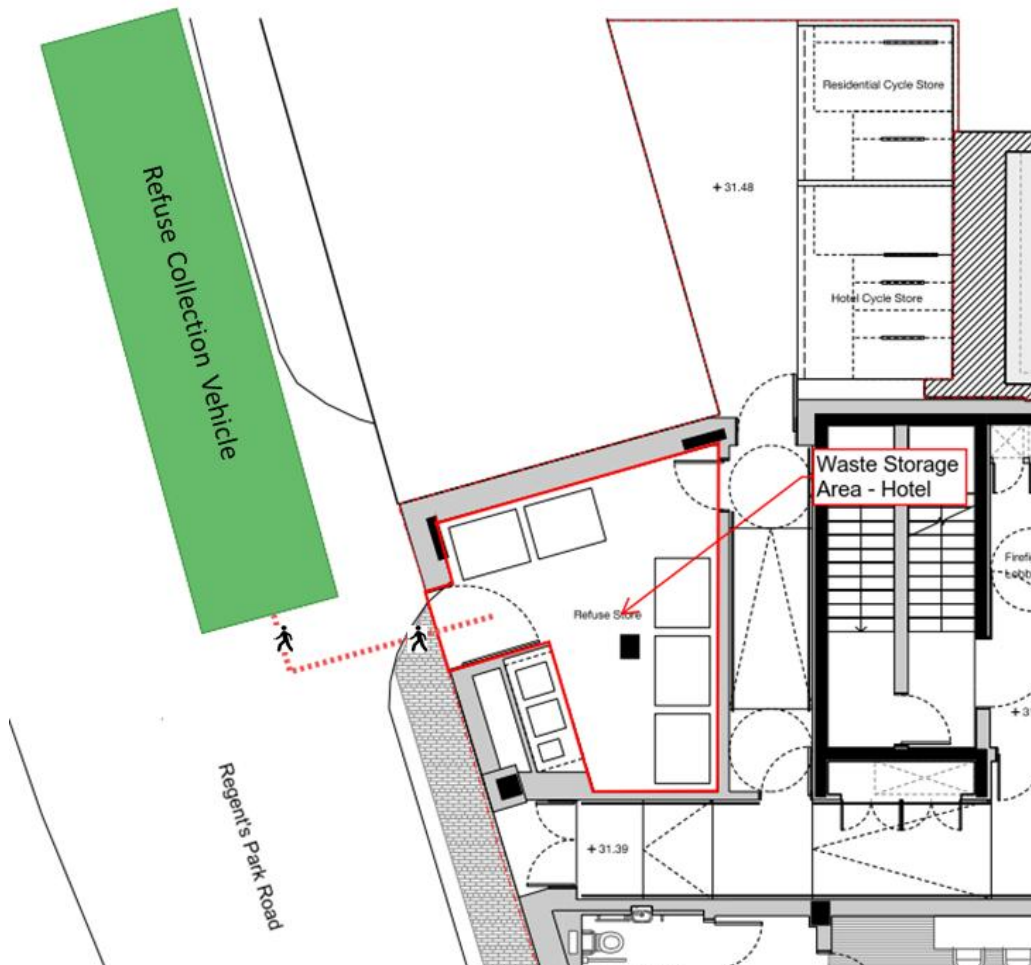 Residential Cycle Store
+ 31.48
Refuse Collection Vehicle
Hotel Cycle Store
Waste Storage
Area - Hotel
Refuse Store
+ 31.39
Regent's Park Road